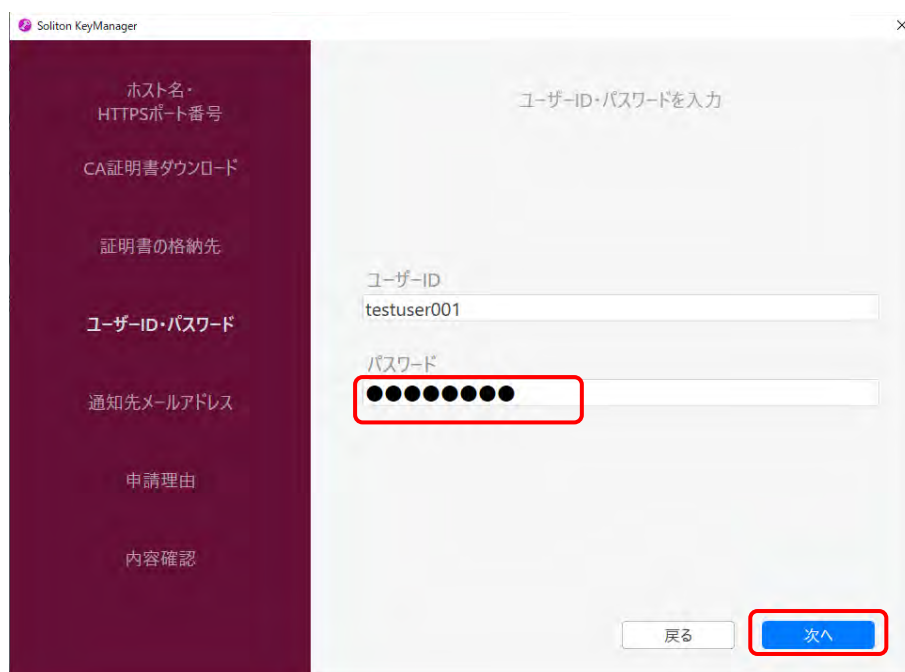 Soliton KeyManager
ホスト名・
HTTPSポート番号
CA証明書ダウンロード
証明書の格納先
ユーザーID・パスワード
通知先メールアドレス
申請理由
内容確認
ユーザーID・パスワードを入力
ユーザーID
testuser001
パスワード
●●●●●●●●
戻る
次へ